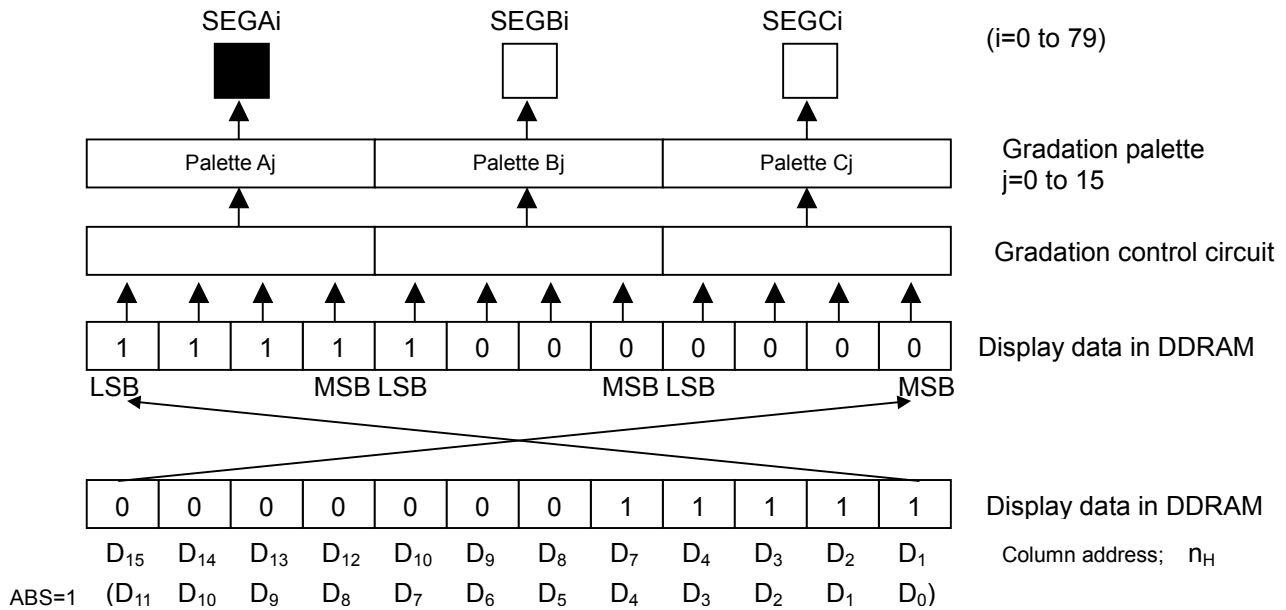 SEGAi SEGBi SEGCi (i=0 to 79)
Palette Aj Palette Bj Palette Cj Gradation palette
j=0 to 15
Gradation control circuit
1 1 1 1 1 0 0 0 0 0 0 0 Display data in DDRAM
LSB MSB LSB MSB LSB MSB
0 0 0 0 0 0 0 1 1 1 1 1 Display data in DDRAM
D15 D14 D13 D12 D10 D9 D8 D7 D4 D3 D2 D1 Column address; nH
ABS=1 (D11 D10 D9 D8 D7 D6 D5 D4 D3 D2 D1 D0)